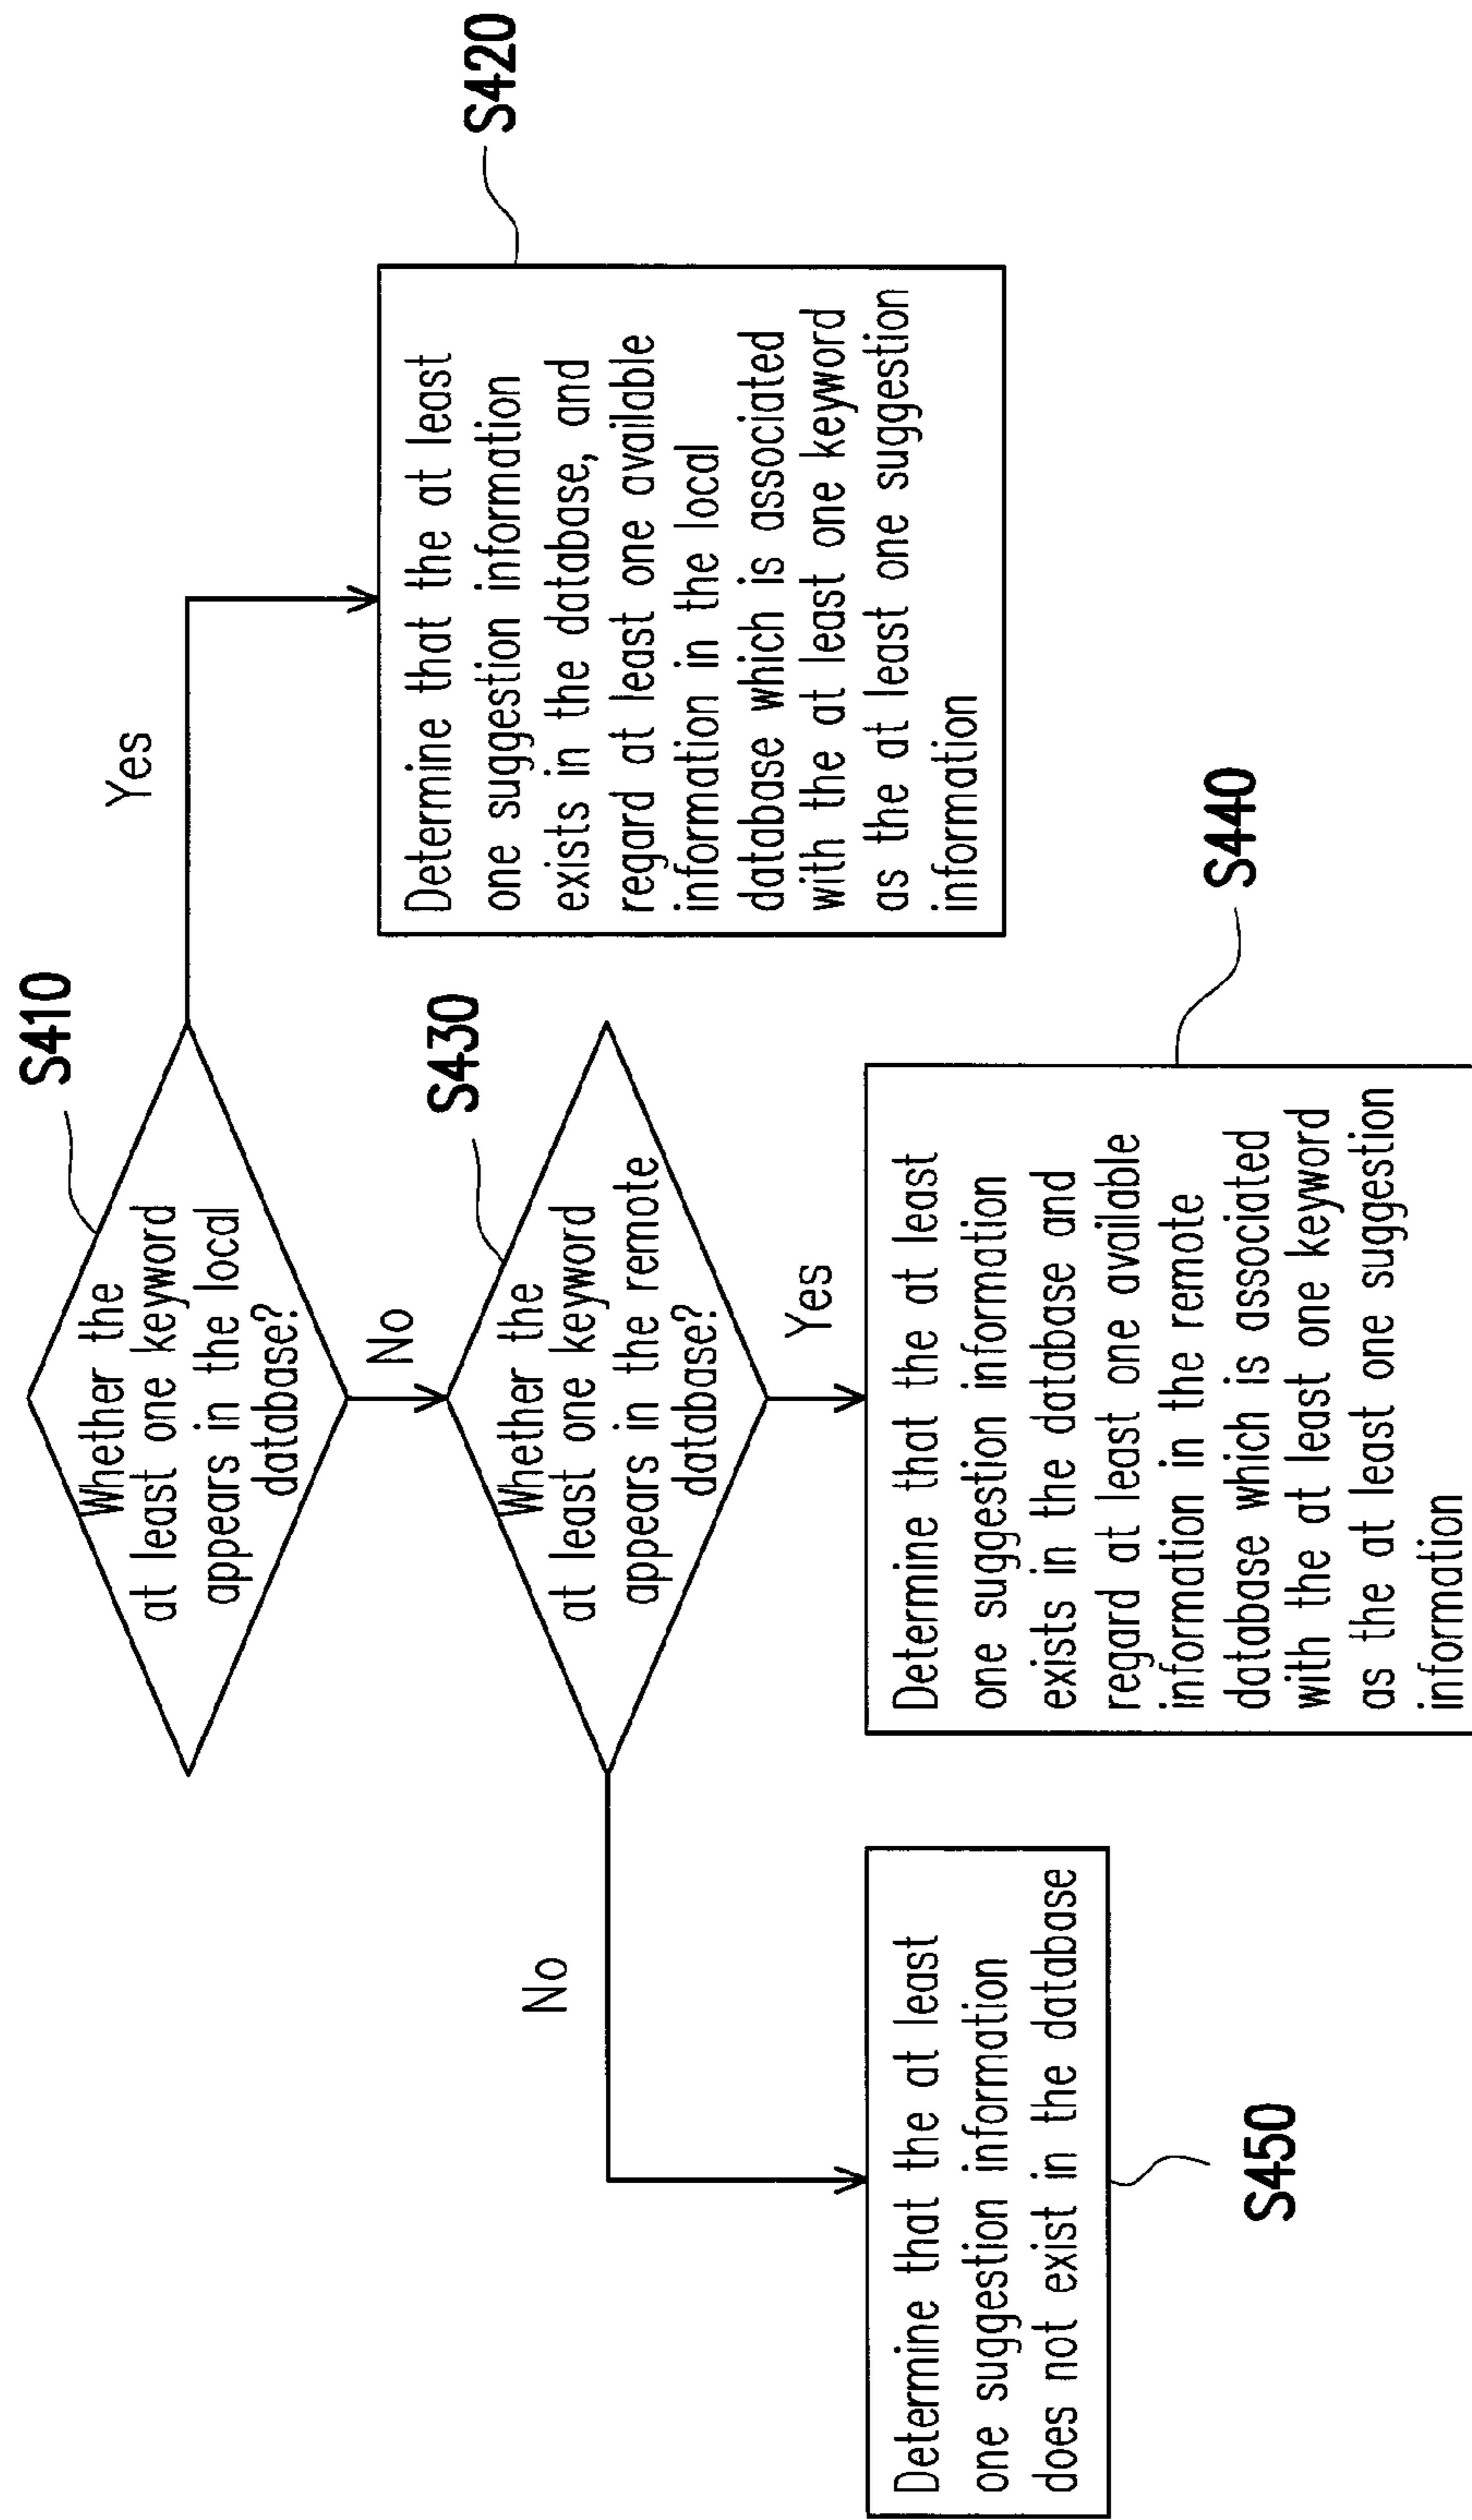 S410
Whether the
at least one keyword
appears in the local
database?
Yes
No
S420
Determine that the at least
one suggestion information
exists in the database, and
regard at least one available
information in the local
database which is associated
with the at least one keyword
as the at least one suggestion
information
S430
Whether the
at least one keyword
appears in the remote
database?
No
Yes
Determine that the at least
one suggestion information
does not exist in the database
S450
S440
Determine that the at least
one suggestion information
exists in the database and
regard at least one available
information in the remote
database which is associated
with the at least one keyword
as the at least one suggestion
information